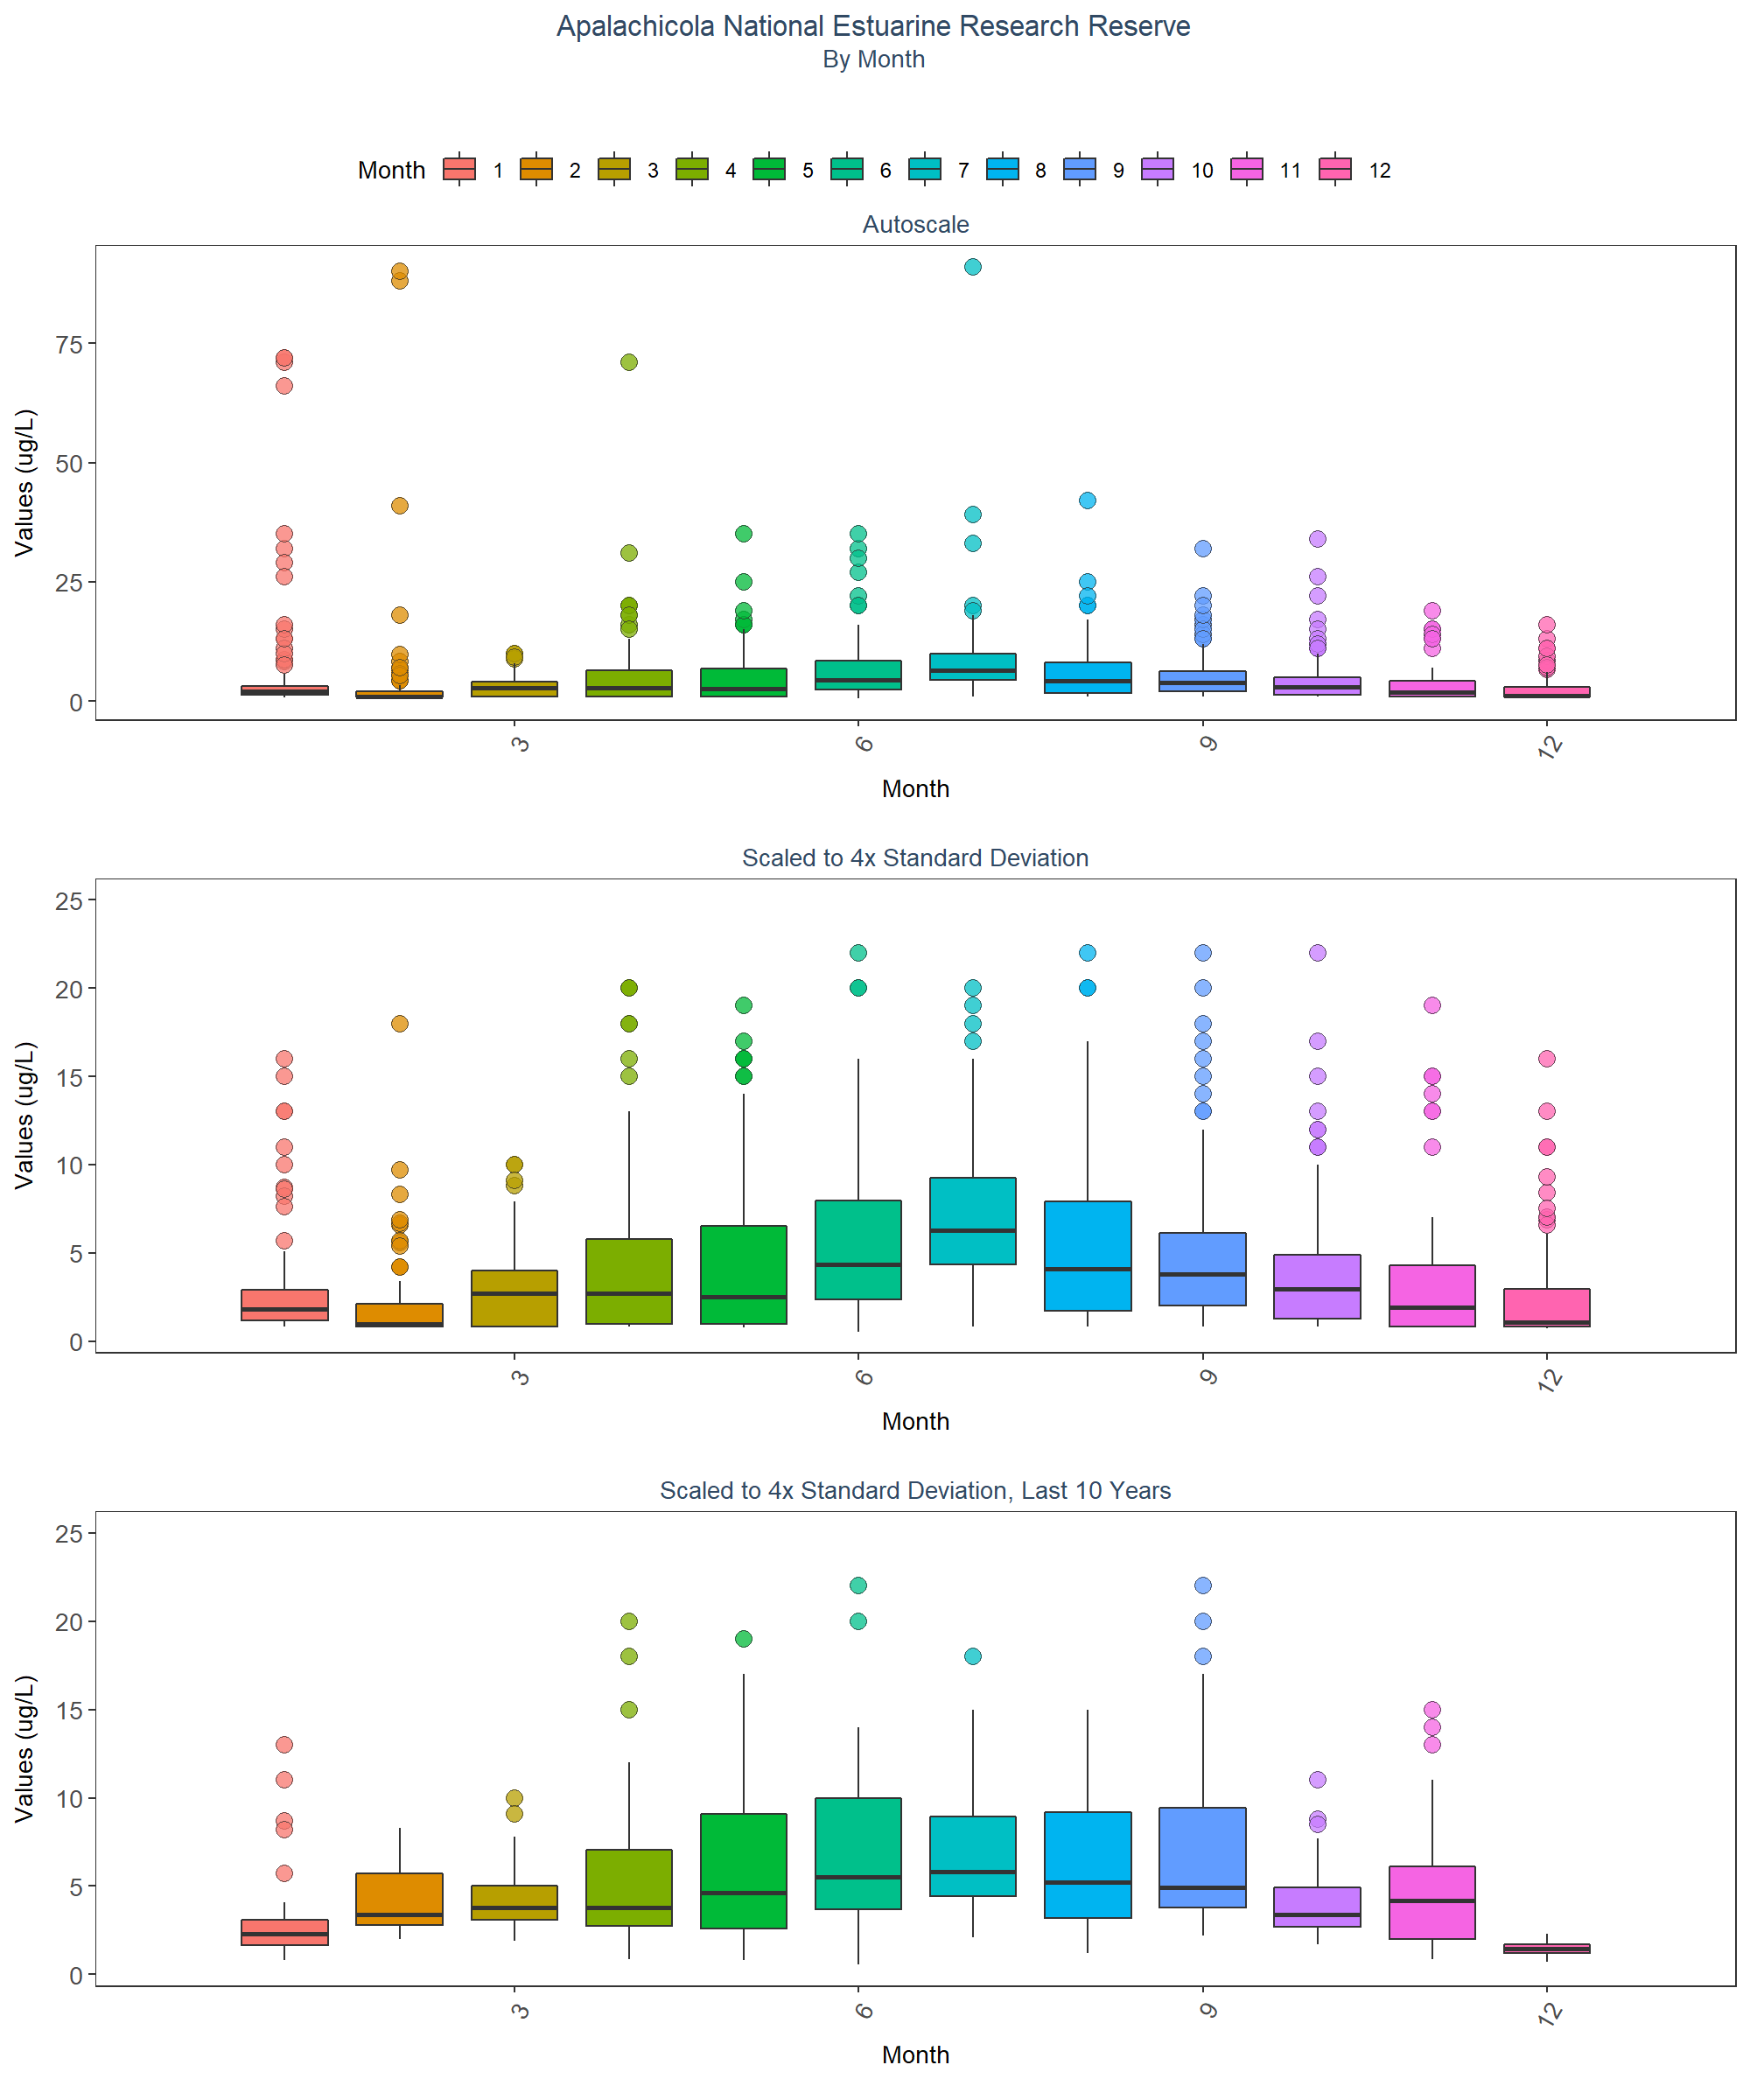 Apalachicola National Estuarine Research Reserve
By Month
Month 1 2 3 4 5 6 7 8 9 10 11 12
Autoscale
Values (ug/L)
75
50
25
0
3 6 9 12
Month
Scaled to 4x Standard Deviation
Values (ug/L)
25
20
15
10
5
0
3 6 9 12
Month
Scaled to 4x Standard Deviation, Last 10 Years
Values (ug/L)
25
20
15
10
5
0
3 6 9 12
Month